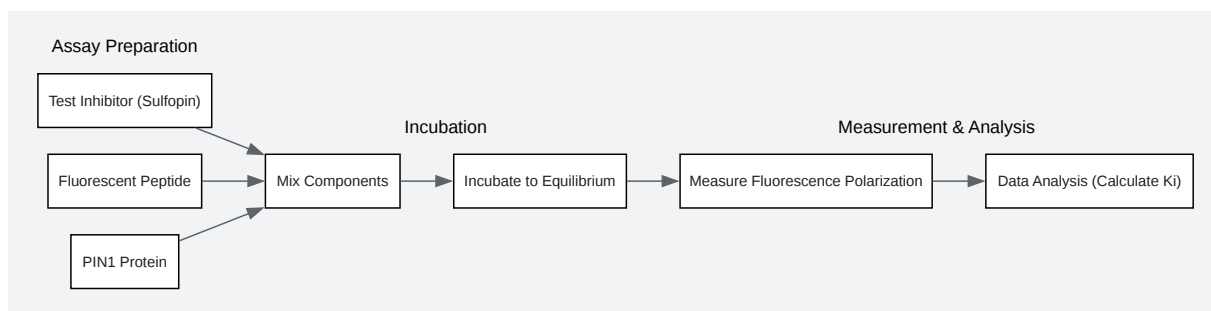 Assay Preparation
Test Inhibitor (Sulfopin)
Fluorescent Peptide
PIN1 Protein
Incubation
Mix Components
Incubate to Equilibrium
Measurement & Analysis
Measure Fluorescence Polarization
Data Analysis (Calculate Ki)